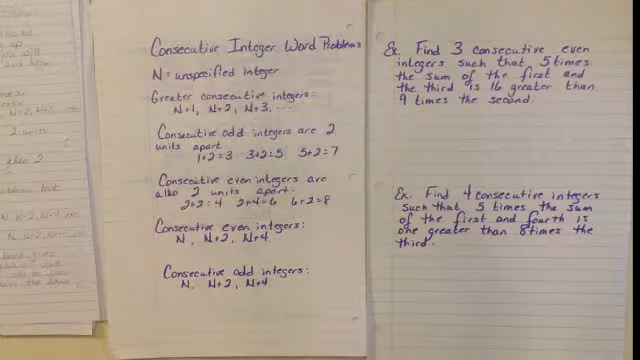 Consecutive Integer Word Problems
N = unspecified integer
Greater consecutive integers:
N+1, N+2, N+3, ...
Consecutive odd integers are 2
units apart
1+2=3 3+2=5 5+2=7
Consecutive even integers are
also 2 units apart:
2+2=4 2+4=6 6+2=8
Consecutive even integers:
N, N+2, N+4
Consecutive odd integers:
N, N+2, N+4
Ex. Find 3 consecutive even
integers such that 5 times
the sum of the first and
the third is 16 greater than
9 times the second.
Ex. Find 4 consecutive integers
such that 5 times the sum
of the first and fourth is
one greater than 8 times the
third.
2 units